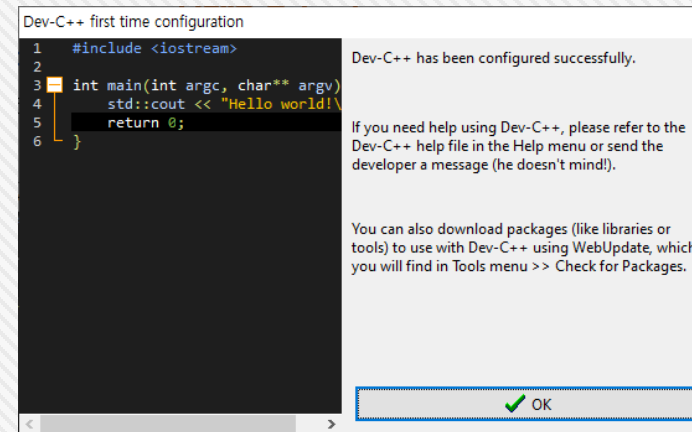 Dev-C++ first time configuration
1 #include <iostream>
2
3 int main(int argc, char** argv)
4 std::cout << "Hello world!\
5 return 0;
6 }
Dev-C++ has been configured successfully.
If you need help using Dev-C++, please refer to the
Dev-C++ help file in the Help menu or send the
developer a message (he doesn't mind!).
You can also download packages (like libraries or
tools) to use with Dev-C++ using WebUpdate, which
you will find in Tools menu >> Check for Packages.
OK